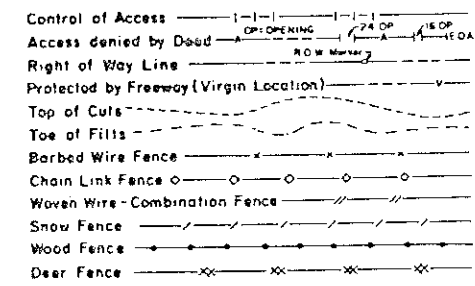 Control of Access
OP=OPENING
24 OP
16 OP
Access denied by Deed A A EOA
R.O.W. Marker
Right of Way Line
Protected by Freeway (Virgin Location) V
Top of Cuts
Toe of Fills
Barbed Wire Fence
Chain Link Fence
Woven Wire-Combination Fence
Snow Fence
Wood Fence
Deer Fence